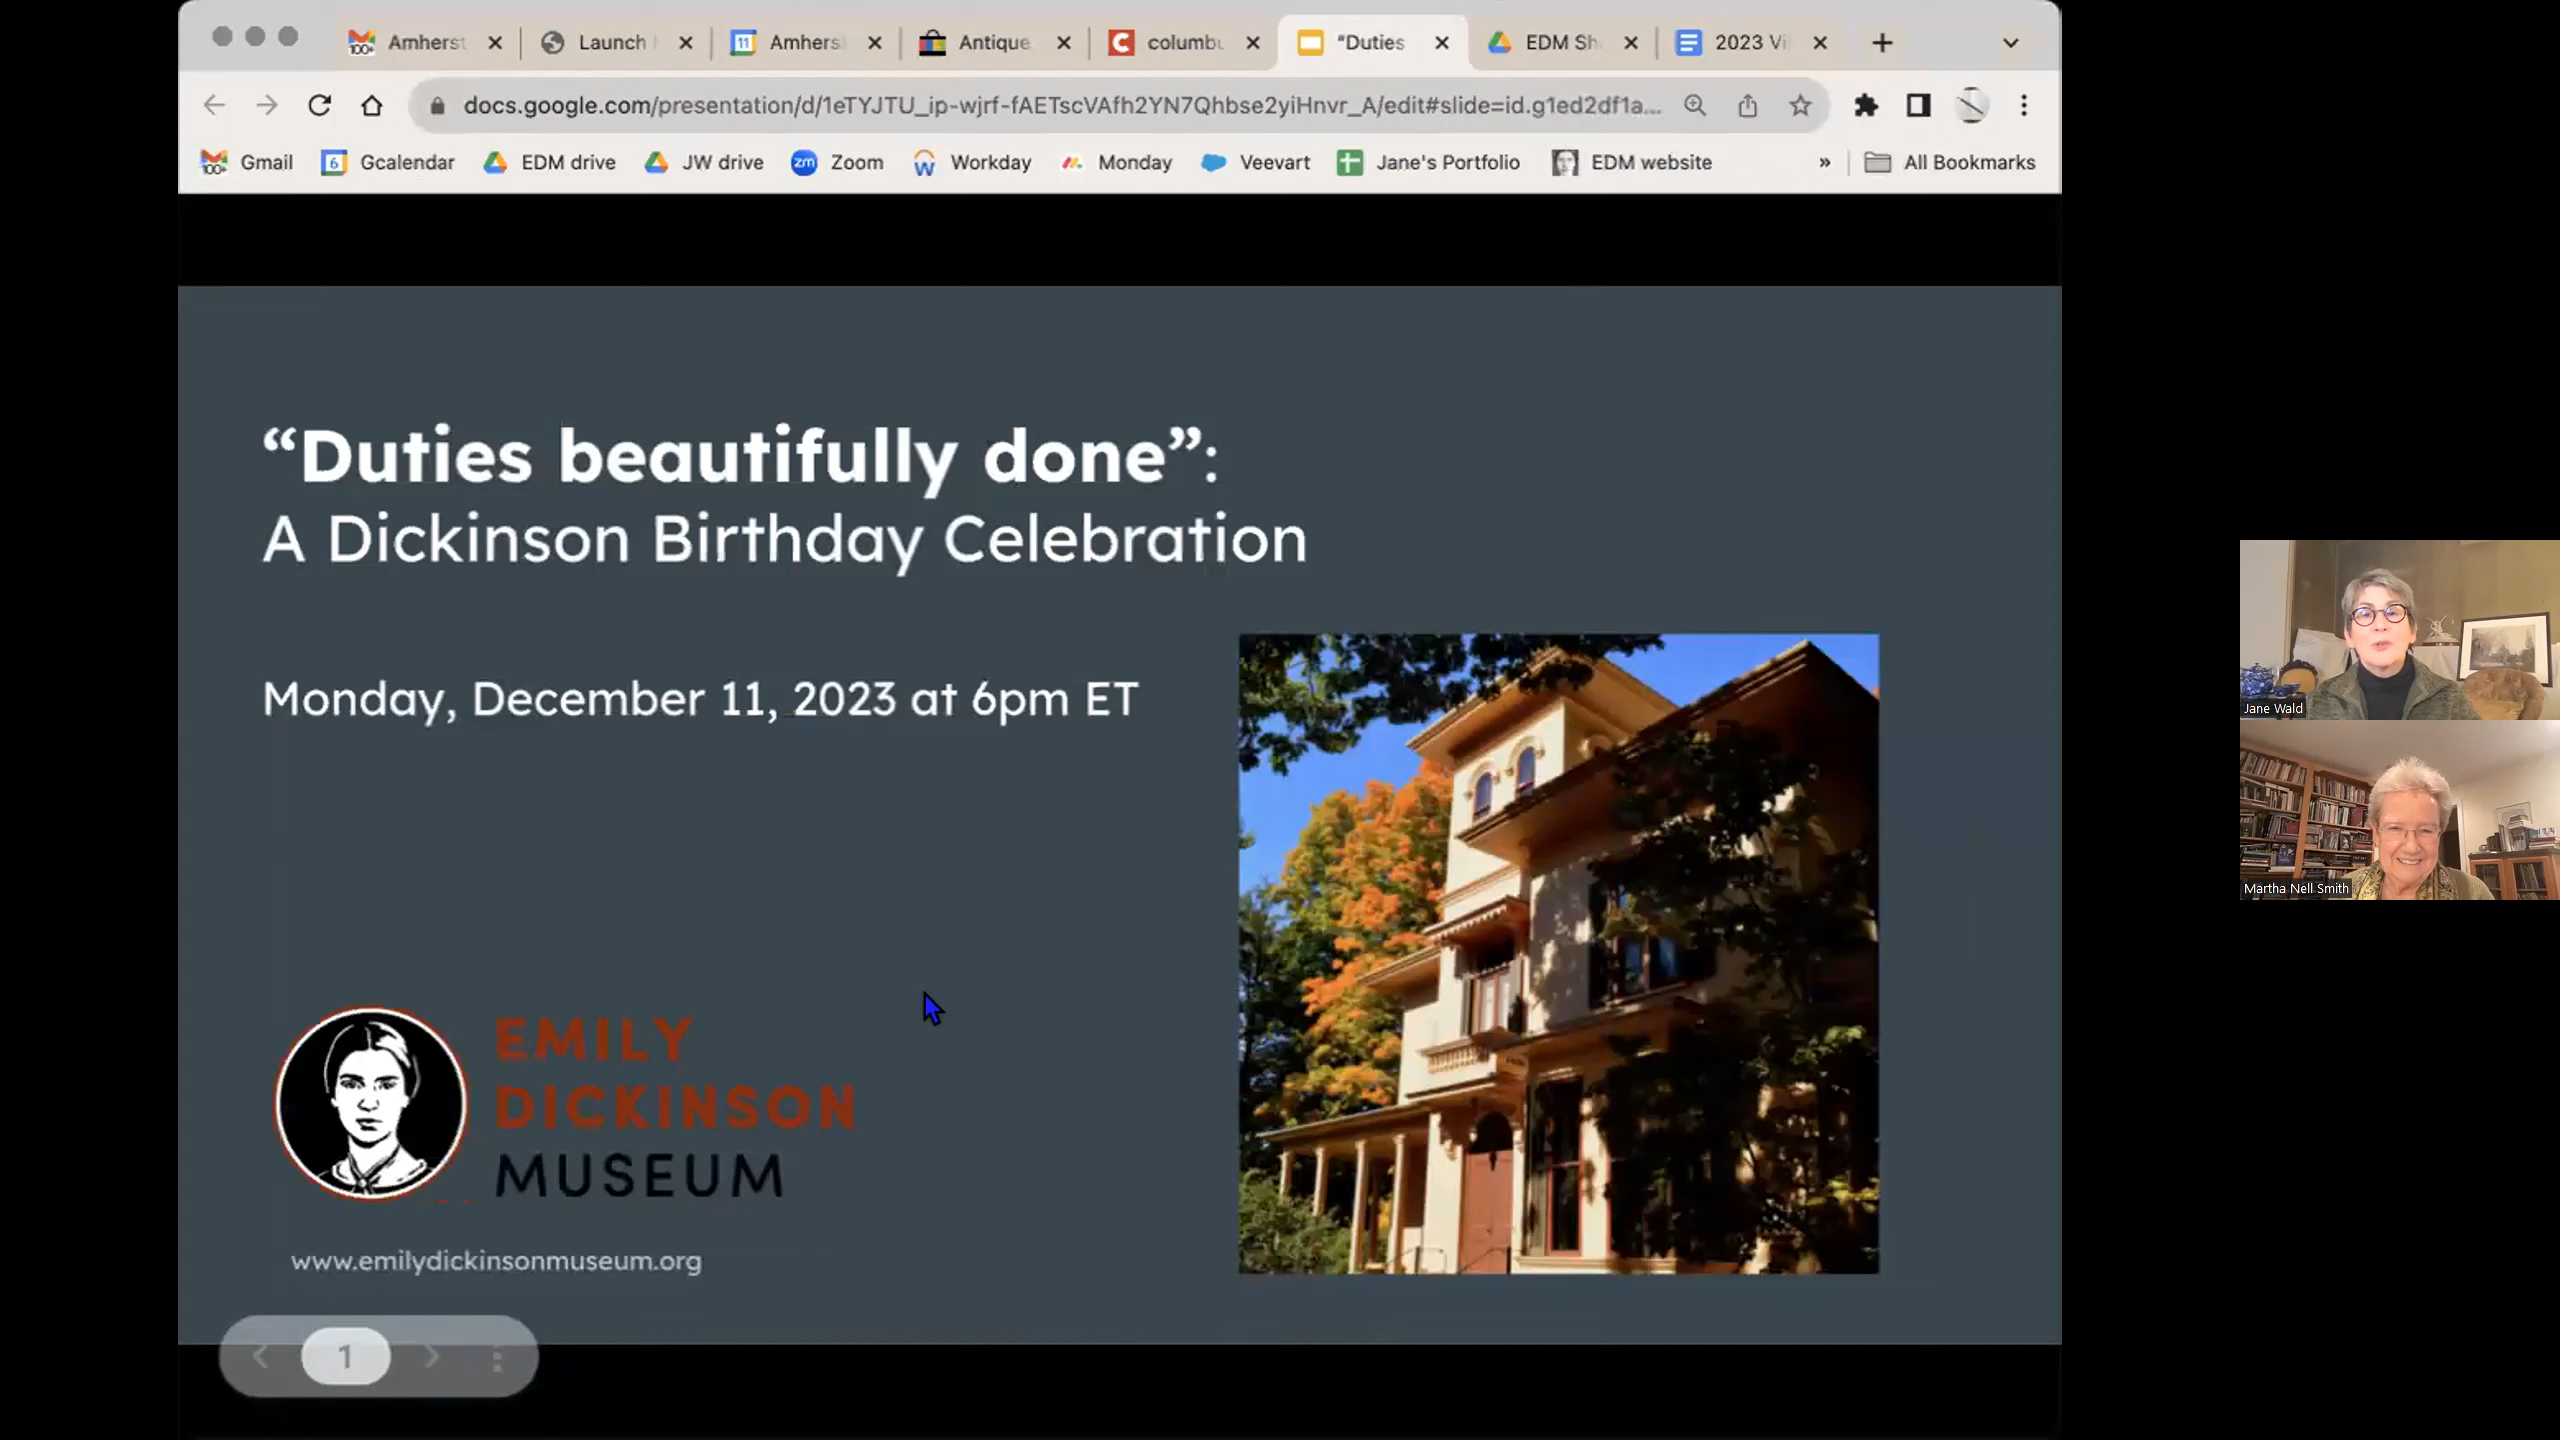 Amherst
Launch
Amherst
Antique
columbu
“Duties
EDM Sh
2023 Vi
docs.google.com/presentation/d/1eTYJTU_ip-wjrf-fAETscVAfh2YN7Qhbse2yiHnvr_A/edit#slide=id.g1ed2df1a...
Gmail
Gcalendar
EDM drive
JW drive
zm Zoom
Workday
Monday
Veevart
Jane's Portfolio
EDM website
»
All Bookmarks
“Duties beautifully done”:
A Dickinson Birthday Celebration
Monday, December 11, 2023 at 6pm ET
EMILY
DICKINSON
MUSEUM
www.emilydickinsonmuseum.org
1
Jane Wald
Martha Nell Smith